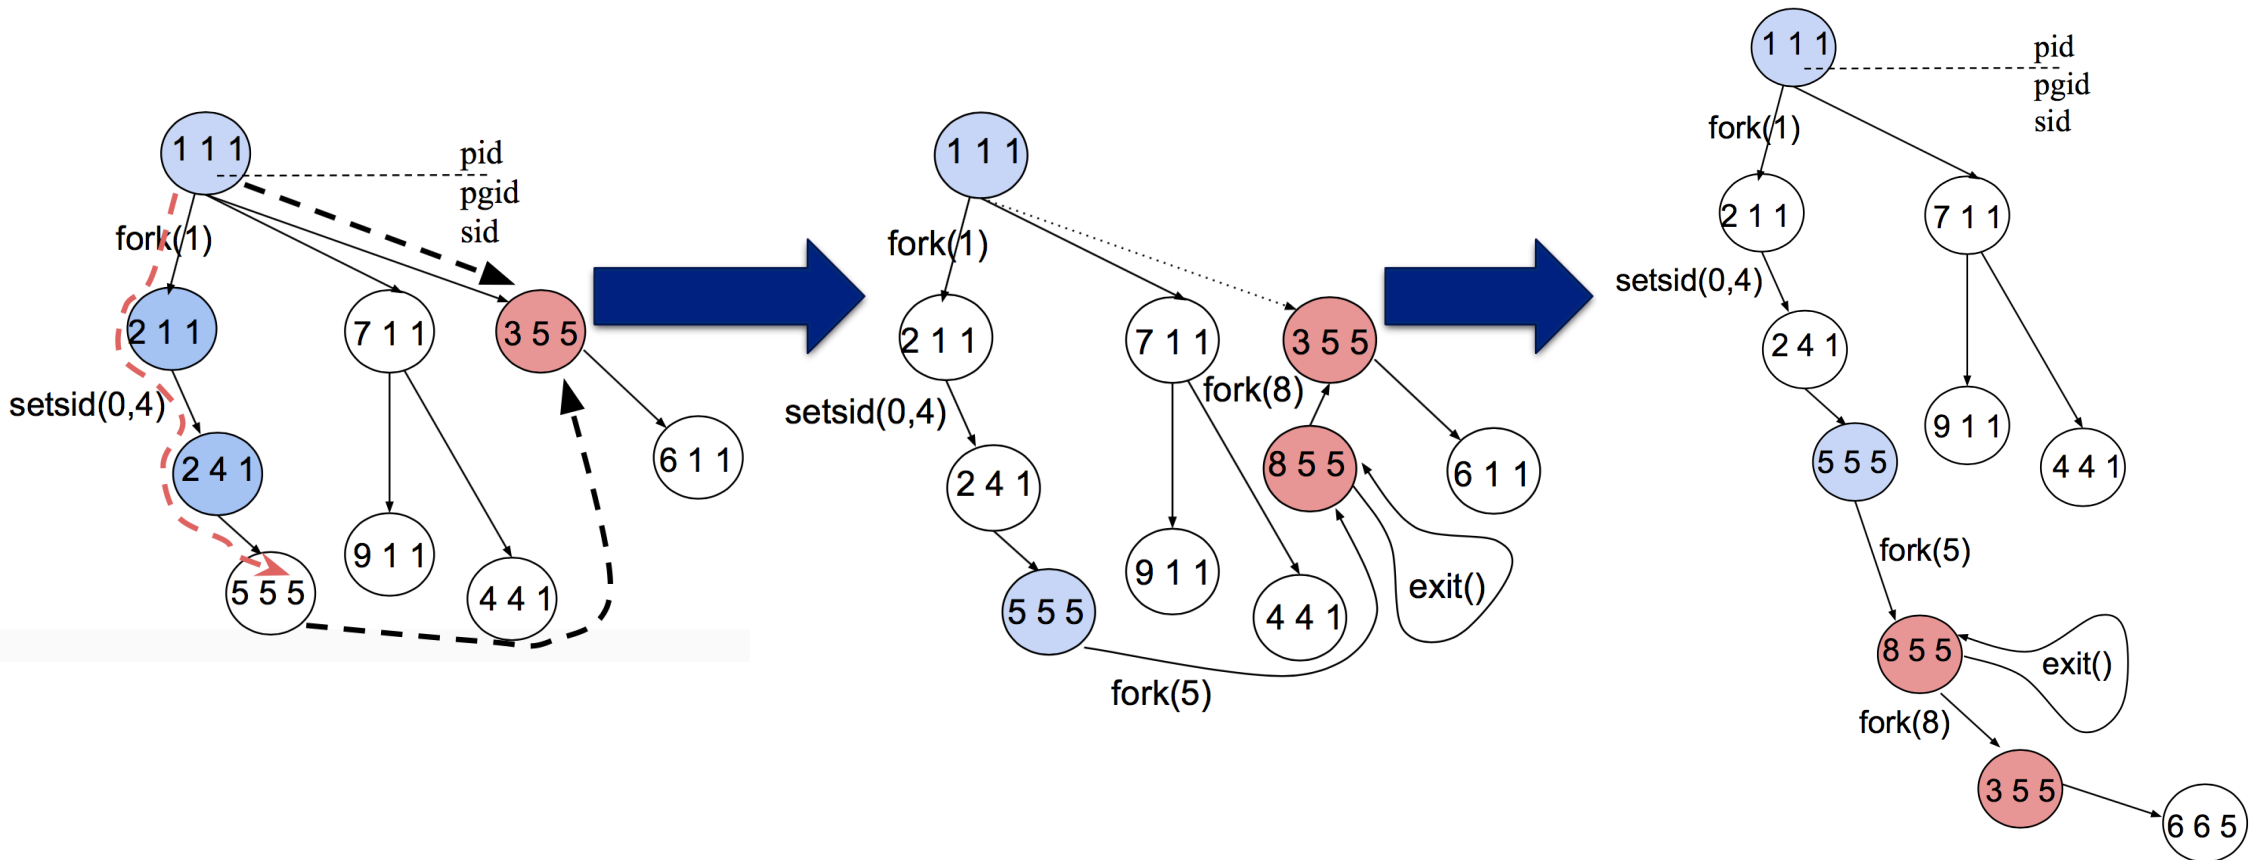 1 1 1
pid
pgid
sid
fork(1)
2 1 1
7 1 1
3 5 5
setsid(0,4)
2 4 1
6 1 1
9 1 1
5 5 5
4 4 1
1 1 1
fork(1)
2 1 1
7 1 1
3 5 5
fork(8)
setsid(0,4)
8 5 5
6 1 1
2 4 1
9 1 1
exit()
5 5 5
4 4 1
fork(5)
1 1 1
pid
pgid
sid
fork(1)
2 1 1
7 1 1
setsid(0,4)
2 4 1
9 1 1
5 5 5
4 4 1
fork(5)
8 5 5
exit()
fork(8)
3 5 5
6 6 5